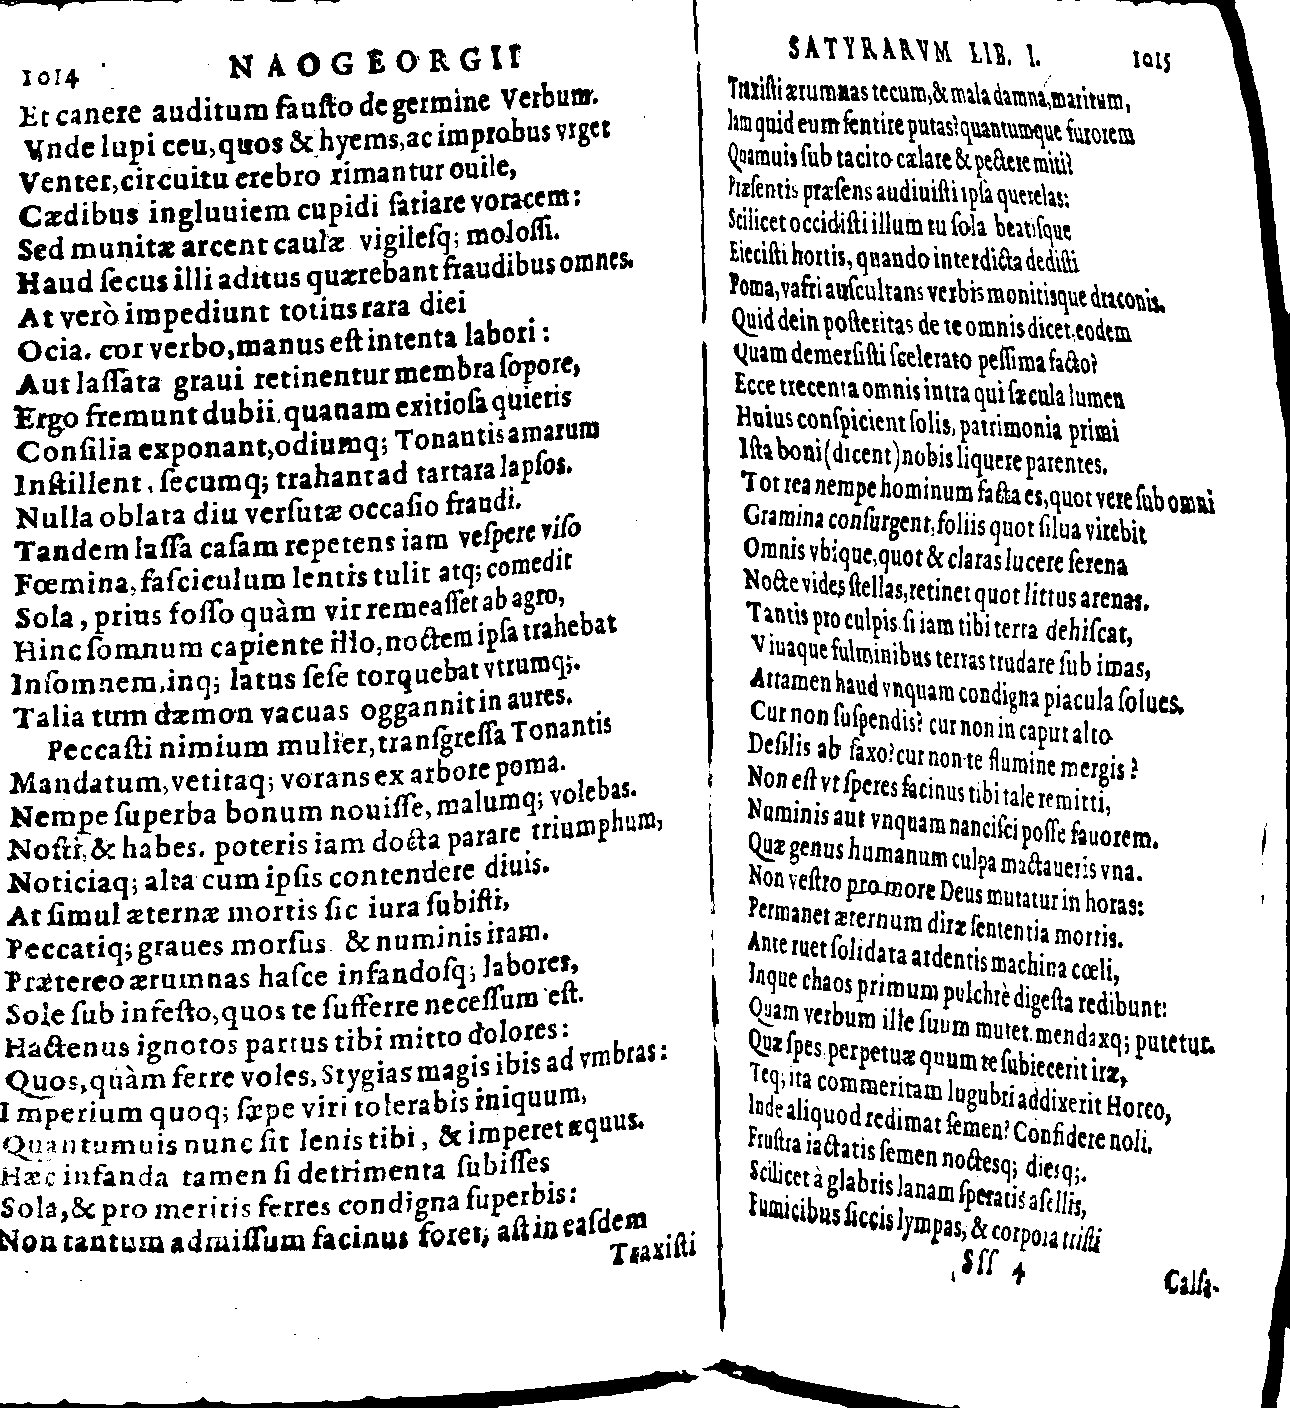 1014 NAOGEORGII
Et canere auditum fausto de germine Verbum.
Vnde lupi ceu, quos & hyems, ac improbus vrget
Venter, circuitu crebro rimantur ouile,
Cædibus ingluuiem cupidi satiare voracem:
Sed munitæ arcent caulæ vigilesq; molossi.
Haud secus illi aditus quærebant fraudibus omnes.
At verò impediunt totius rara diei
Ocia. cor verbo, manus est intenta labori:
Aut lassata graui retinentur membra sopore,
Ergo fremunt dubii, quanam exitiosa quietis
Consilia exponant, odiumq; Tonantis amarum
Instillent, secumq; trahant ad tartara lapsos.
Nulla oblata diu versutæ occasio fraudi.
Tandem lassa casam repetens iam vespere viso
Fœmina, fasciculum lentis tulit atq; comedit
Sola, prius fosso quàm vir remeasset ab agro,
Hinc somnum capiente illo, noctem ipsa trahebat
Insomnem, inq; latus sese torquebat vtrumq;.
Talia tum dæmon vacuas oggannit in aures.
Peccasti nimium mulier, transgressa Tonantis
Mandatum, vetitaq; vorans ex arbore poma.
Nempe superba bonum nouisse, malumq; volebas.
Nosti, & habes. poteris iam docta parare triumphum,
Noticiaq; alta cum ipsis contendere diuis.
At simul æternæ mortis sic iura subisti,
Peccatiq; graues morsus & numinis iram.
Prætereo ærumnas hasce infandosq; labores,
Sole sub infesto, quos te sufferre necessum est.
Hactenus ignotos partus tibi mitto dolores:
Quos, quàm ferre voles, Stygias magis ibis ad vmbras:
Imperium quoq; sæpe viri tolerabis iniquum,
Quantumuis nunc sit lenis tibi, & imperet æquus.
Hæc infanda tamen si detrimenta subisses
Sola, & pro meritis ferres condigna superbis:
Non tantum admissum facinus foret, ast in easdem
Traxisti
SATYRARVM LIB. I. 1015
Traxisti ærumnas tecum, & mala damna, maritum,
Iam quid eum sentire putas? quantumque furorem
Quamuis sub tacito cælare & pectere miti?
Præsentis præsens audiuisti ipsa querelas:
Scilicet occidisti illum tu sola beatisque
Eiecisti hortis, quando interdicta dedisti
Poma, vafri auscultans verbis monitisque draconis.
Quid dein posteritas de te omnis dicet, eodem
Quam demersisti scelerato pessima facto?
Ecce trecenta omnis intra qui sæcula lumen
Huius conspicient solis, patrimonia primi
Ista boni (dicent) nobis liquere parentes.
Tot rea nempe hominum facta es, quot vere sub omni
Gramina consurgent, foliis quot silua virebit
Omnis vbique, quot & claras lucere serena
Nocte vides stellas, retinet quot littus arenas.
Tantis pro culpis si iam tibi terra dehiscat,
Viuaque fulminibus terras trudare sub imas,
Attamen haud vnquam condigna piacula solues.
Cur non suspendis? cur non in caput alto
Desilis ab saxo? cur non te flumine mergis?
Non est vt speres facinus tibi tale remitti,
Numinis aut vnquam nancisci posse fauorem.
Quæ genus humanum culpa mactaueris vna.
Non vestro pro more Deus mutatur in horas:
Permanet æternum diræ sententia mortis.
Ante ruet solidata ardentis machina cœli,
Inque chaos primum pulchrè digesta redibunt:
Quam verbum ille suum mutet. mendaxq; putetur.
Quæ spes perpetuæ quum te subiecerit iræ,
Teq; ita commeritam lugubri addixerit Horco,
Inde aliquod redimat semen? Confidere noli.
Frustra iactatis semen noctesq; diesq;.
Scilicet à glabris lanam speratis asellis,
Fumicibus siccis lympas, & corpora tristi
Sſſ 4 Calſa-